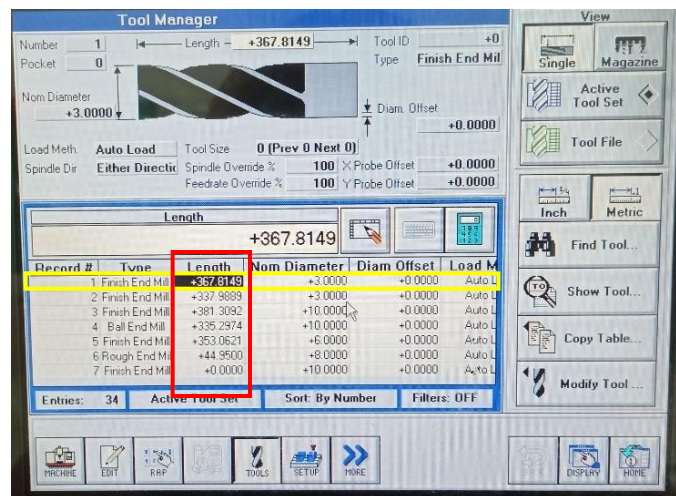 Tool Manager
View
Number 1 Length +367.8149 Tool ID +0
Pocket 0 Type Finish End Mil
Single Magazine
Nom Diameter
+3.0000
Diam. Offset
+0.0000
Active
Tool Set
Load Meth. Auto Load Tool Size 0 (Prev 0 Next 0)
Tool File
Spindle Dir Either Directic Spindle Override % 100 X Probe Offset +0.0000
Feedrate Override % 100 Y Probe Offset +0.0000
Inch Metric
Length
+367.8149
Find Tool...
Record # Type Length Nom Diameter Diam Offset Load M
1 Finish End Mill +367.8149 +3.0000 +0.0000 Auto L
2 Finish End Mill +337.9889 +3.0000 +0.0000 Auto L
3 Finish End Mill +381.3092 +10.0000 +0.0000 Auto L
4 Ball End Mill +335.2974 +10.0000 +0.0000 Auto L
5 Finish End Mill +353.0621 +6.0000 +0.0000 Auto L
6 Rough End Mil +44.9500 +8.0000 +0.0000 Auto L
7 Finish End Mill +0.0000 +10.0000 +0.0000 Auto L
Show Tool...
Copy Table...
Modify Tool ...
Entries: 34 Active Tool Set Sort: By Number Filters: OFF
MACHINE EDIT RAP TOOLS SETUP MORE DISPLAY HOME